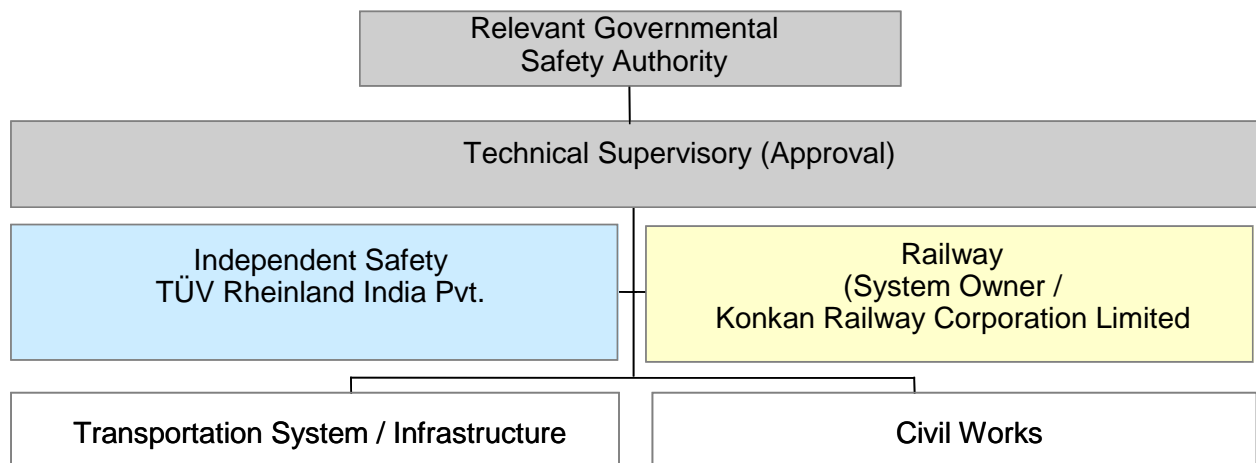 Relevant Governmental
Safety Authority
Technical Supervisory (Approval)
Independent Safety
TÜV Rheinland India Pvt.
Railway
(System Owner /
Konkan Railway Corporation Limited
Transportation System / Infrastructure
Civil Works